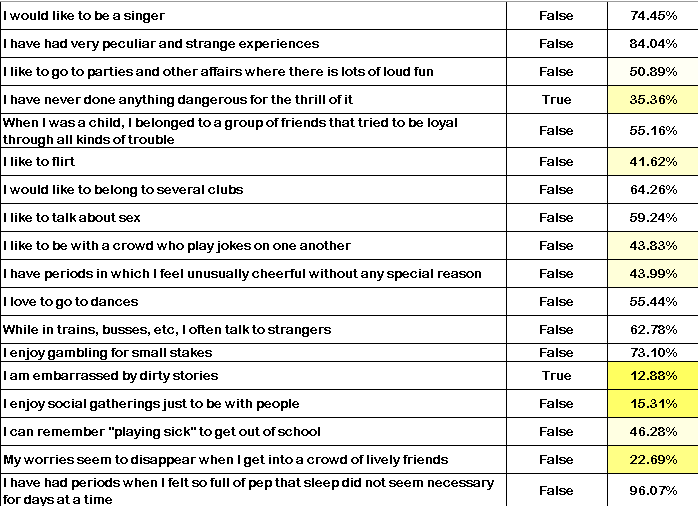 I would like to be a singer False 74.45%
I have had very peculiar and strange experiences False 84.04%
I like to go to parties and other affairs where there is lots of loud fun False 50.89%
I have never done anything dangerous for the thrill of it True 35.36%
When I was a child, I belonged to a group of friends that tried to be loyal
through all kinds of trouble False 55.16%
I like to flirt False 41.62%
I would like to belong to several clubs False 64.26%
I like to talk about sex False 59.24%
I like to be with a crowd who play jokes on one another False 43.83%
I have periods in which I feel unusually cheerful without any special reason False 43.99%
I love to go to dances False 55.44%
While in trains, busses, etc, I often talk to strangers False 62.78%
I enjoy gambling for small stakes False 73.10%
I am embarrassed by dirty stories True 12.88%
I enjoy social gatherings just to be with people False 15.31%
I can remember "playing sick" to get out of school False 46.28%
My worries seem to disappear when I get into a crowd of lively friends False 22.69%
I have had periods when I felt so full of pep that sleep did not seem necessary
for days at a time False 96.07%